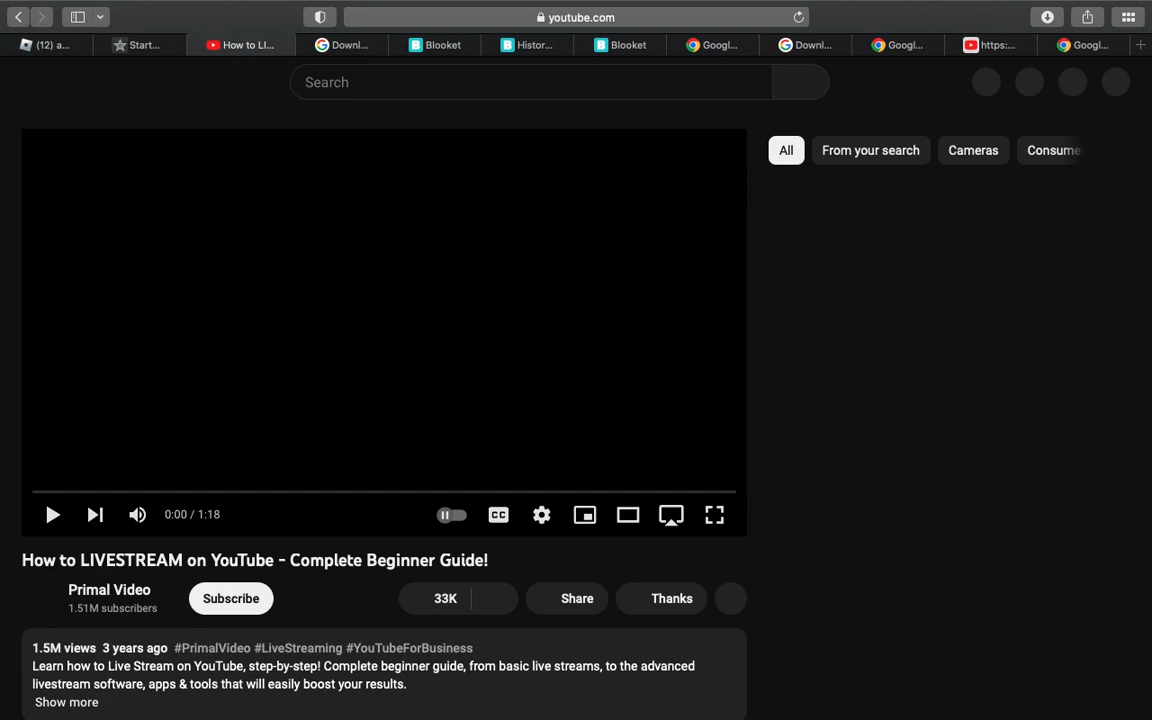 youtube.com
(12) a...
Start...
How to LI...
Downl...
Blooket
Histor...
Blooket
Googl...
Downl...
Googl...
https:...
Googl...
Search
All
From your search
Cameras
Consume
CC
0:00 / 1:18
How to LIVESTREAM on YouTube - Complete Beginner Guide!
Primal Video
1.51M subscribers
Subscribe
33K
Share
Thanks
1.5M views 3 years ago #PrimalVideo #LiveStreaming #YouTubeForBusiness
Learn how to Live Stream on YouTube, step-by-step! Complete beginner guide, from basic live streams, to the advanced
livestream software, apps & tools that will easily boost your results.
Show more